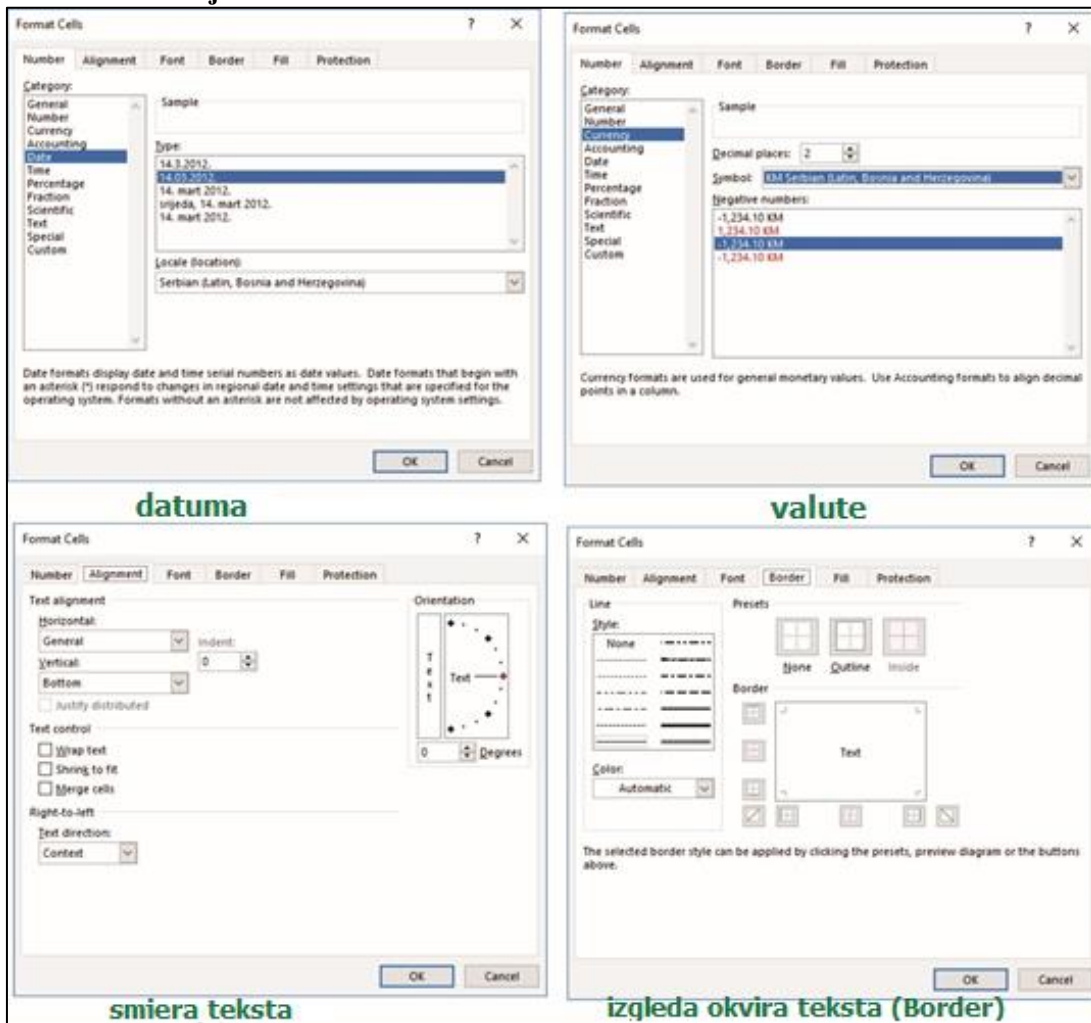 Format Cells ? ×
Number Alignment Font Border Fill Protection
Category:
General
Number
Currency
Accounting
Date
Time
Percentage
Fraction
Scientific
Text
Special
Custom
Sample
Type:
14.3.2012.
14.03.2012.
14. mart 2012.
srijeda, 14. mart 2012.
14. mart 2012.
Locale (location):
Serbian (Latin, Bosnia and Herzegovina)
Date formats display date and time serial numbers as date values. Date formats that begin with
an asterisk (*) respond to changes in regional date and time settings that are specified for the
operating system. Formats without an asterisk are not affected by operating system settings.
OK Cancel
datuma
Format Cells ? ×
Number Alignment Font Border Fill Protection
Category:
General
Number
Currency
Accounting
Date
Time
Percentage
Fraction
Scientific
Text
Special
Custom
Sample
Decimal places: 2
Symbol: KM Serbian (Latin, Bosnia and Herzegovina)
Negative numbers:
-1,234.10 KM
1,234.10 KM
-1,234.10 KM
-1,234.10 KM
Currency formats are used for general monetary values. Use Accounting formats to align decimal
points in a column.
OK Cancel
valute
Format Cells ? ×
Number Alignment Font Border Fill Protection
Text alignment
Horizontal:
General
Indent:
0
Vertical:
Bottom
Justify distributed
Text control
Wrap text
Shrink to fit
Merge cells
Right-to-left
Text direction:
Context
Orientation
Text
Text
0 Degrees
OK Cancel
smjera teksta
Format Cells ? ×
Number Alignment Font Border Fill Protection
Line
Style:
None
Color:
Automatic
Presets
None Outline Inside
Border
Text
The selected border style can be applied by clicking the presets, preview diagram or the buttons
above.
OK Cancel
izgleda okvira teksta (Border)